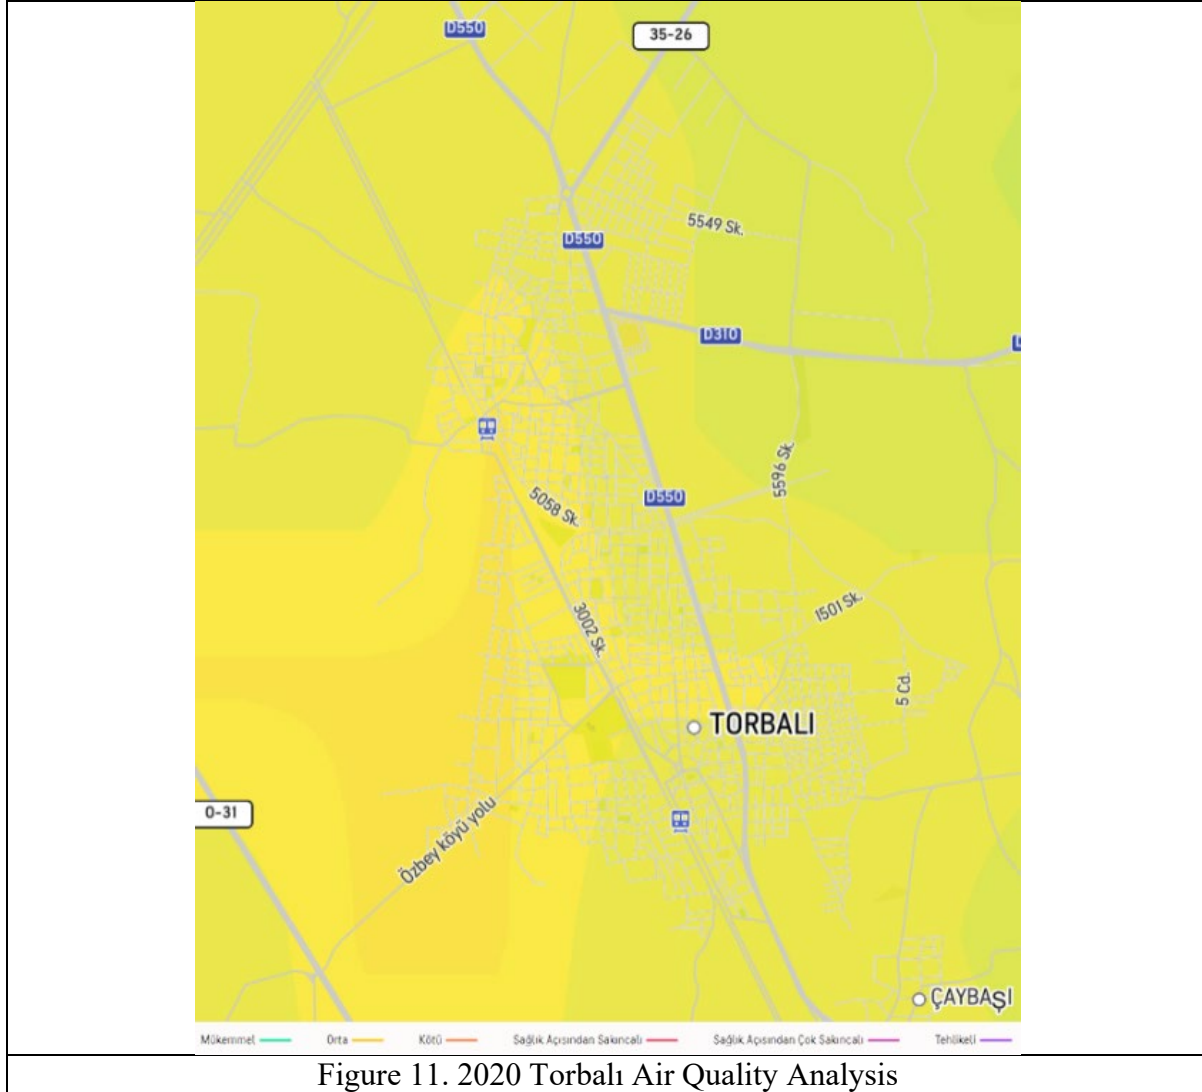 D550
35-26
5549 Sk.
D550
D310
5596 Sk.
D550
5058 Sk.
1501 Sk.
3002 Sk.
5 Cd.
TORBALI
0-31
Özbey köyü yolu
ÇAYBAŞI
Mükemmel Orta Kötü Sağlık Açısından Sakıncalı Sağlık Açısından Çok Sakıncalı Tehlikeli
Figure 11. 2020 Torbalı Air Quality Analysis